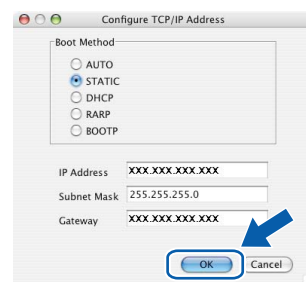 Configure TCP/IP Address
Boot Method
AUTO
STATIC
DHCP
RARP
BOOTP
IP Address XXX.XXX.XXX.XXX
Subnet Mask 255.255.255.0
Gateway XXX.XXX.XXX.XXX
OK Cancel